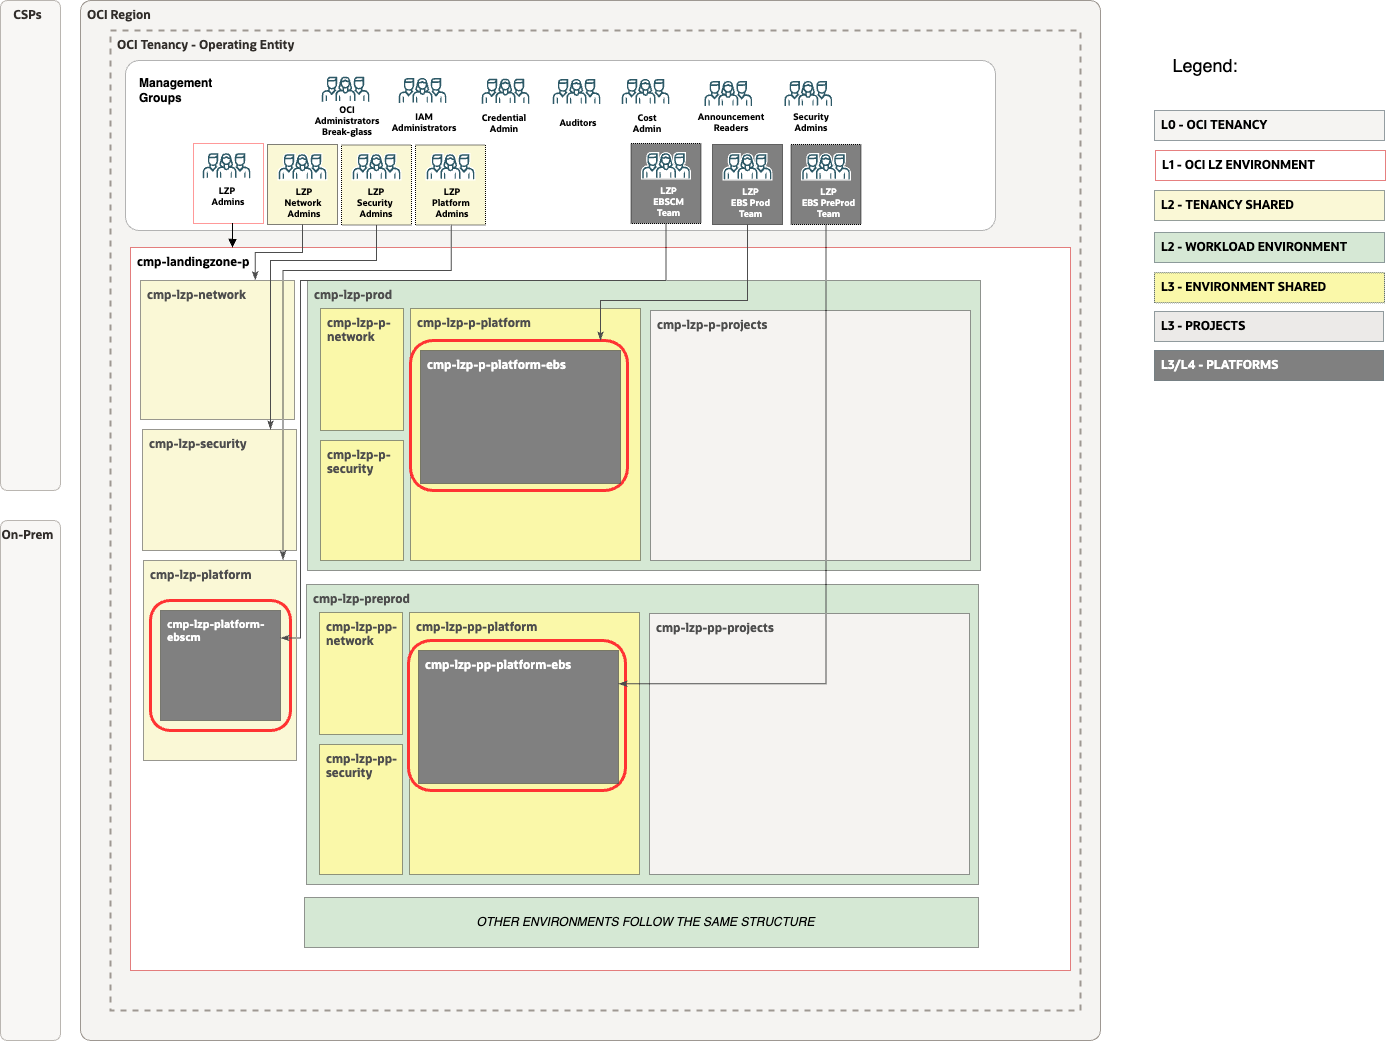 CSPs
OCI Region
OCI Tenancy - Operating Entity
Management
Groups
OCI
Administrators
Break-glass
IAM
Administrators
Credential
Admin
Auditors
Cost
Admin
Announcement
Readers
Security
Admins
LZP
Admins
LZP
Network
Admins
LZP
Security
Admins
LZP
Platform
Admins
LZP
EBSCM
Team
LZP
EBS Prod
Team
LZP
EBS PreProd
Team
cmp-landingzone-p
cmp-lzp-network
cmp-lzp-security
cmp-lzp-platform
cmp-lzp-platform-
ebscm
cmp-lzp-prod
cmp-lzp-p-
network
cmp-lzp-p-
security
cmp-lzp-p-platform
cmp-lzp-p-platform-ebs
cmp-lzp-p-projects
cmp-lzp-preprod
cmp-lzp-pp-
network
cmp-lzp-pp-
security
cmp-lzp-pp-platform
cmp-lzp-pp-platform-ebs
cmp-lzp-pp-projects
OTHER ENVIRONMENTS FOLLOW THE SAME STRUCTURE
On-Prem
Legend:
L0 - OCI TENANCY
L1 - OCI LZ ENVIRONMENT
L2 - TENANCY SHARED
L2 - WORKLOAD ENVIRONMENT
L3 - ENVIRONMENT SHARED
L3 - PROJECTS
L3/L4 - PLATFORMS